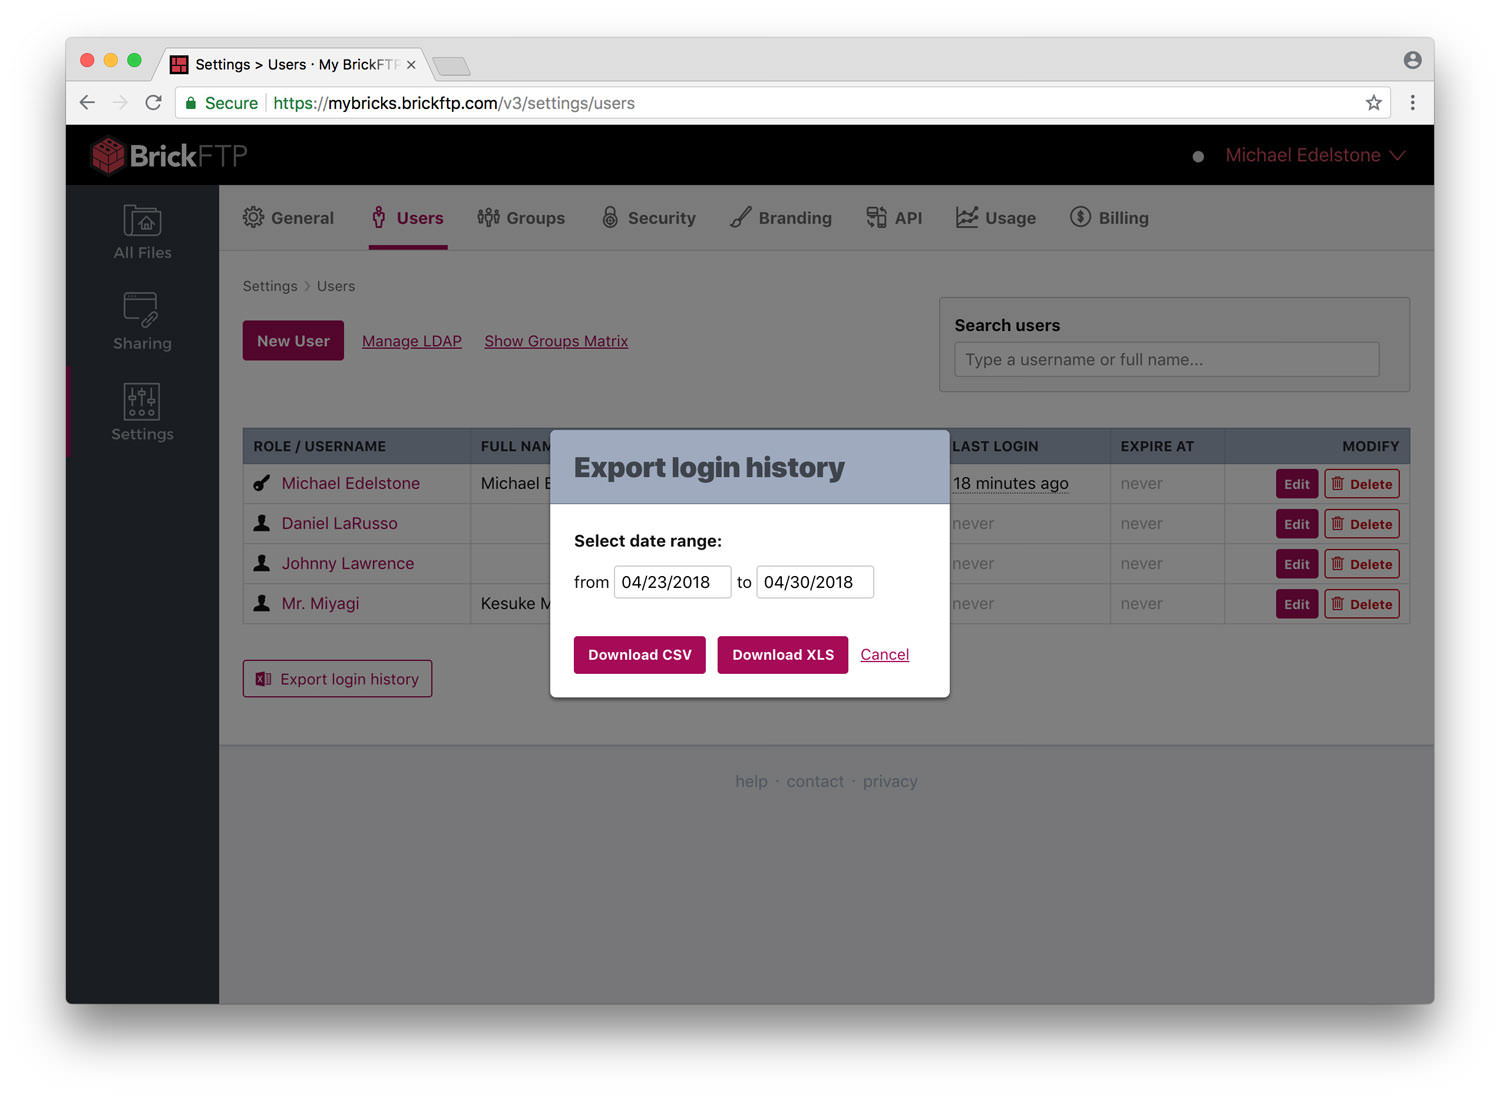 Settings > Users · My BrickFTP
Secure https://mybricks.brickftp.com/v3/settings/users
BrickFTP
Michael Edelstone
All Files
Sharing
Settings
General Users Groups Security Branding API Usage Billing
Settings > Users
New User Manage LDAP Show Groups Matrix
Search users
Type a username or full name...
ROLE / USERNAME FULL NAM LAST LOGIN EXPIRE AT MODIFY
Michael Edelstone Michael E 18 minutes ago never Edit Delete
Daniel LaRusso never never Edit Delete
Johnny Lawrence never never Edit Delete
Mr. Miyagi Kesuke M never never Edit Delete
Export login history
Export login history
Select date range:
from 04/23/2018 to 04/30/2018
Download CSV Download XLS Cancel
help · contact · privacy